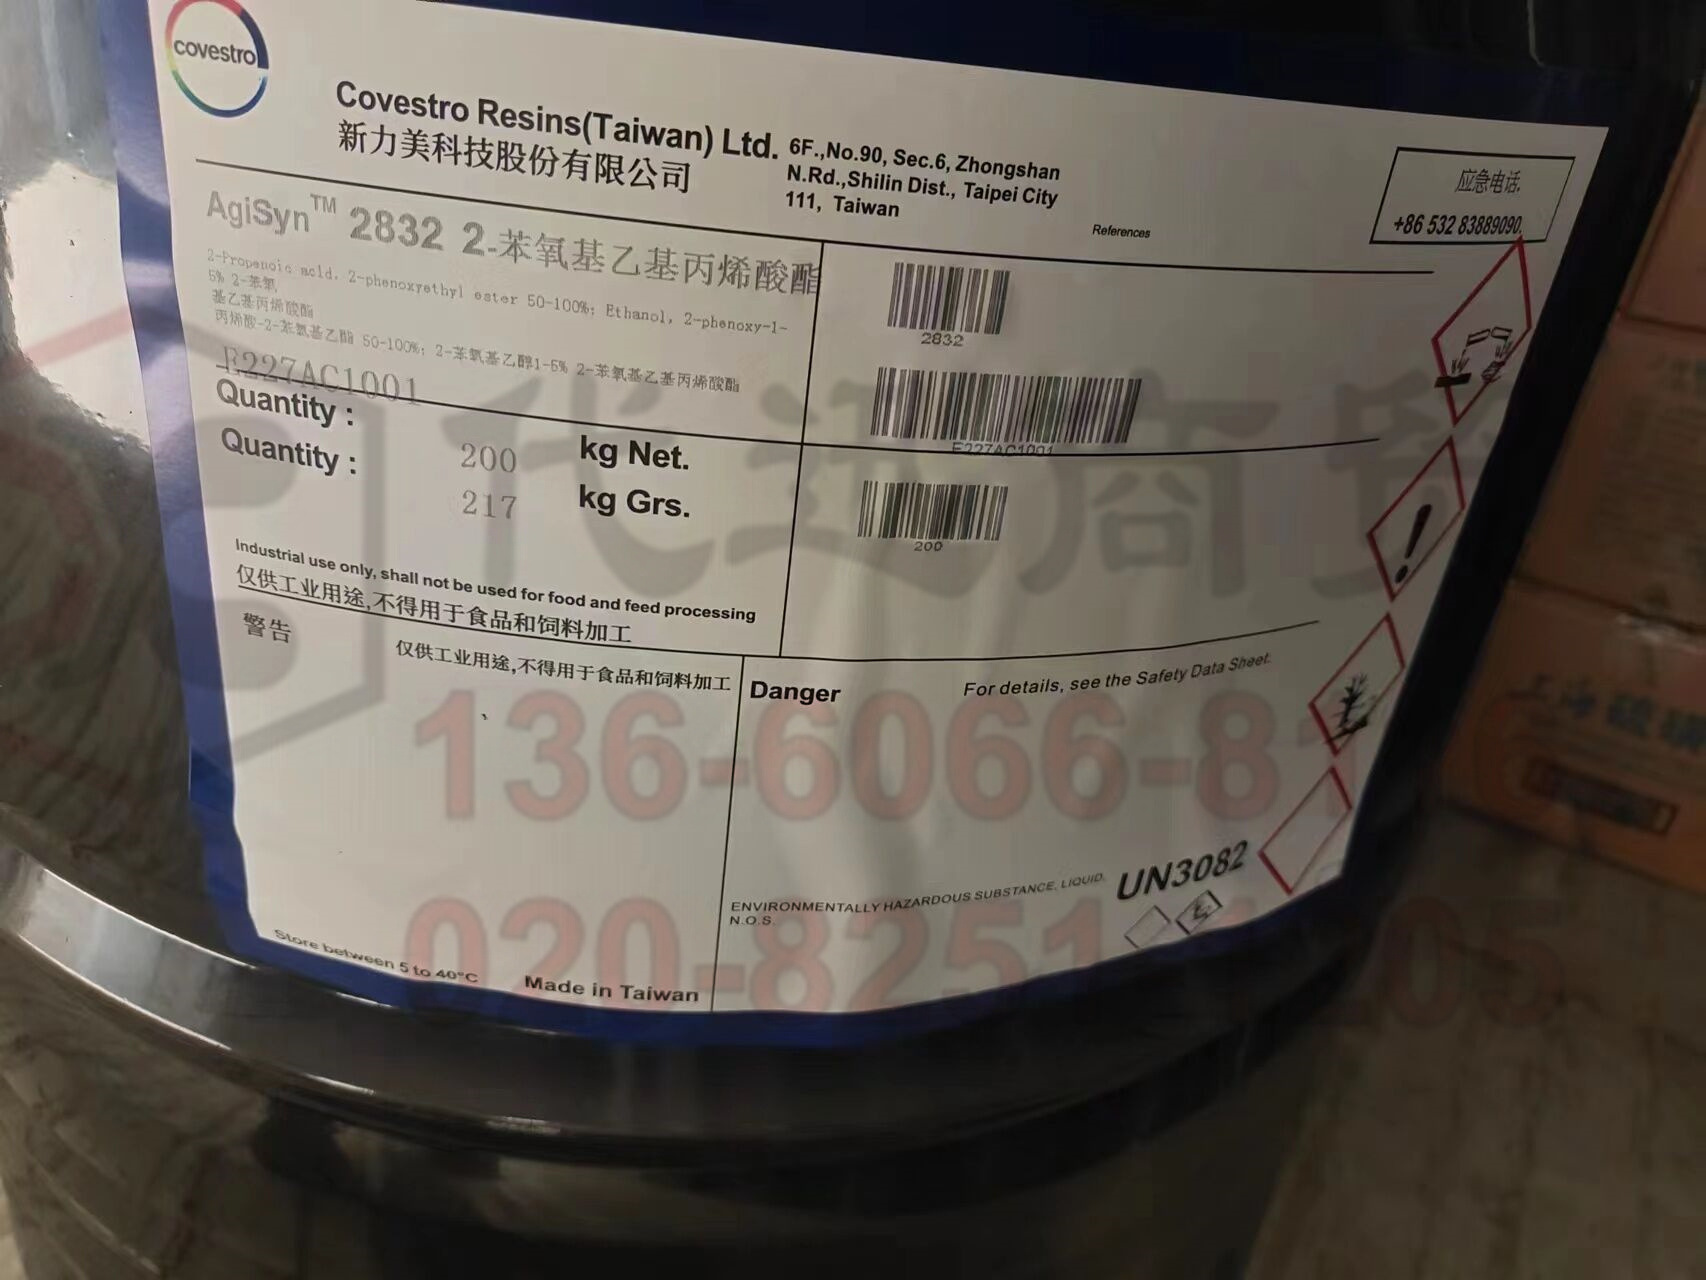 covestro
Covestro Resins(Taiwan) Ltd.
新力美科技股份有限公司
6F.,No.90, Sec.6, Zhongshan
N.Rd.,Shilin Dist., Taipei City
111, Taiwan
References
应急电话.
+86 532 83889090.
AgiSyn™ 2832 2-苯氧基乙基丙烯酸酯
2-Propenoic acid, 2-phenoxyethyl ester 50-100%; Ethanol, 2-phenoxy-1-
5% 2-苯氧
基乙基丙烯酸酯
丙烯酸-2-苯氧基乙酯 50-100%; 2-苯氧基乙醇1-5% 2-苯氧基乙基丙烯酸酯
E227AC1001
2832
E227AC1001
Quantity : 200 kg Net.
Quantity : 217 kg Grs.
200
Industrial use only, shall not be used for food and feed processing
仅供工业用途,不得用于食品和饲料加工
警告
仅供工业用途,不得用于食品和饲料加工
Danger
For details, see the Safety Data Sheet.
ENVIRONMENTALLY HAZARDOUS SUBSTANCE, LIQUID,
N.O.S.
UN3082
Store between 5 to 40°C
Made in Taiwan
代迅商贸
136-6066-81
020-8251
05